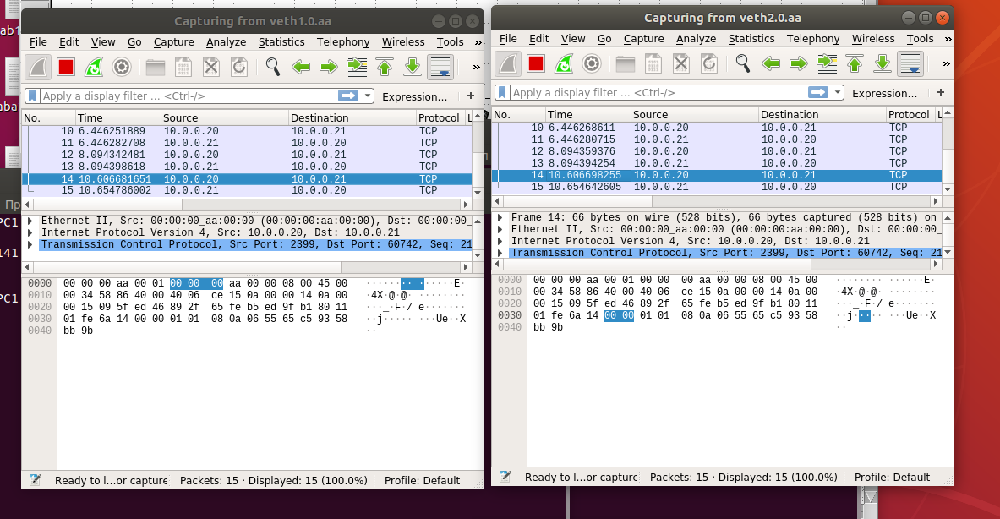 ab1
aba
Пр
PC1
141
PC1
Capturing from veth1.0.aa
File Edit View Go Capture Analyze Statistics Telephony Wireless Tools »
»
Apply a display filter … <Ctrl-/> Expression… +
No. Time Source Destination Protocol L
10 6.446251889 10.0.0.20 10.0.0.21 TCP
11 6.446282708 10.0.0.20 10.0.0.21 TCP
12 8.094342481 10.0.0.20 10.0.0.21 TCP
13 8.094398618 10.0.0.21 10.0.0.20 TCP
14 10.606681651 10.0.0.20 10.0.0.21 TCP
15 10.654786002 10.0.0.21 10.0.0.20 TCP
Ethernet II, Src: 00:00:00_aa:00:00 (00:00:00:aa:00:00), Dst: 00:00:00_
Internet Protocol Version 4, Src: 10.0.0.20, Dst: 10.0.0.21
Transmission Control Protocol, Src Port: 2399, Dst Port: 60742, Seq: 21
0000 00 00 00 aa 00 01 00 00 00 aa 00 00 08 00 45 00 ········ ······E·
0010 00 34 58 86 40 00 40 06 ce 15 0a 00 00 14 0a 00 ·4X·@·@· ········
0020 00 15 09 5f ed 46 89 2f 65 fe b5 ed 9f b1 80 11 ···_·F·/ e·······
0030 01 fe 6a 14 00 00 01 01 08 0a 06 55 65 c5 93 58 ··j····· ···Ue··X
0040 bb 9b ··
Ready to l…or capture Packets: 15 · Displayed: 15 (100.0%) Profile: Default
Capturing from veth2.0.aa
File Edit View Go Capture Analyze Statistics Telephony Wireless Tools »
»
Apply a display filter … <Ctrl-/> Expression… +
No. Time Source Destination Protocol L
10 6.446268611 10.0.0.20 10.0.0.21 TCP
11 6.446280715 10.0.0.20 10.0.0.21 TCP
12 8.094359376 10.0.0.20 10.0.0.21 TCP
13 8.094394254 10.0.0.21 10.0.0.20 TCP
14 10.606698255 10.0.0.20 10.0.0.21 TCP
15 10.654642605 10.0.0.21 10.0.0.20 TCP
Frame 14: 66 bytes on wire (528 bits), 66 bytes captured (528 bits) on
Ethernet II, Src: 00:00:00_aa:00:00 (00:00:00:aa:00:00), Dst: 00:00:00_
Internet Protocol Version 4, Src: 10.0.0.20, Dst: 10.0.0.21
Transmission Control Protocol, Src Port: 2399, Dst Port: 60742, Seq: 21
0000 00 00 00 aa 00 01 00 00 00 aa 00 00 08 00 45 00 ········ ······E·
0010 00 34 58 86 40 00 40 06 ce 15 0a 00 00 14 0a 00 ·4X·@·@· ········
0020 00 15 09 5f ed 46 89 2f 65 fe b5 ed 9f b1 80 11 ···_·F·/ e·······
0030 01 fe 6a 14 00 00 01 01 08 0a 06 55 65 c5 93 58 ··j····· ···Ue··X
0040 bb 9b ··
Ready to l…or capture Packets: 15 · Displayed: 15 (100.0%) Profile: Default